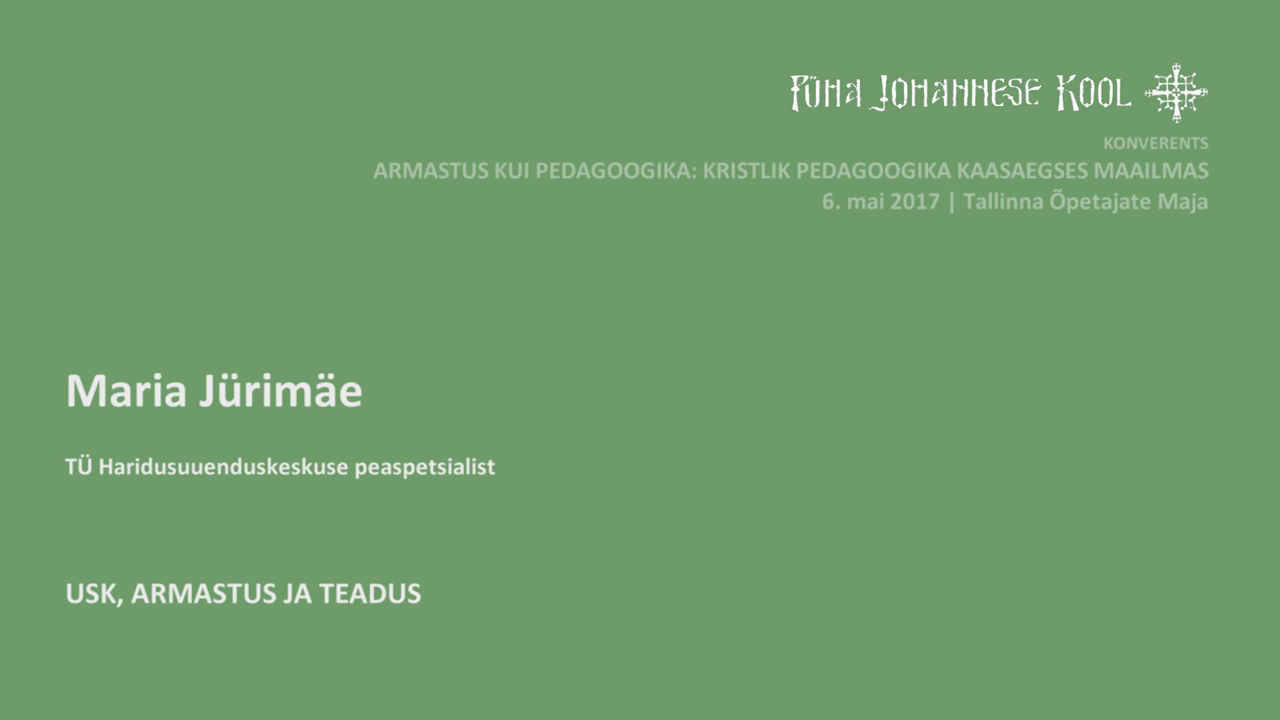 Püha Johannese Kool
KONVERENTS
ARMASTUS KUI PEDAGOOGIKA: KRISTLIK PEDAGOOGIKA KAASAEGSES MAAILMAS
6. mai 2017 | Tallinna Õpetajate Maja
Maria Jürimäe
TÜ Haridusuuenduskeskuse peaspetsialist
USK, ARMASTUS JA TEADUS